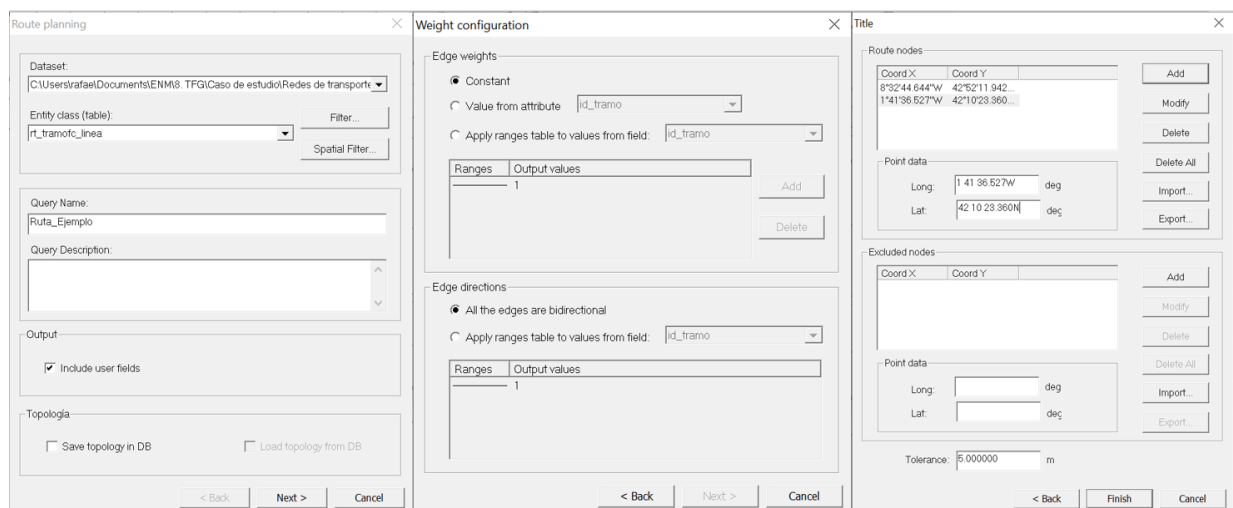 Route planning
Dataset:
C:\Users\rafae\Documents\ENM\8. TFG\Caso de estudio\Redes de transporte
Entity class (table):
rt_tramofc_linea
Filter...
Spatial Filter...
Query Name:
Ruta_Ejemplo
Query Description:
Output
Include user fields
Topología
Save topology in DB
Load topology from DB
< Back
Next >
Cancel
Weight configuration
Edge weights
Constant
Value from attribute
id_tramo
Apply ranges table to values from field:
id_tramo
Ranges
Output values
1
Add
Delete
Edge directions
All the edges are bidirectional
Apply ranges table to values from field:
id_tramo
Ranges
Output values
1
< Back
Next >
Cancel
Title
Route nodes
Coord X
Coord Y
8°32'44.644"W 42°52'11.942...
1°41'36.527"W 42°10'23.360...
Add
Modify
Delete
Delete All
Import...
Export...
Point data
Long:
1 41 36.527W
deg
Lat:
42 10 23.360N
deg
Excluded nodes
Coord X
Coord Y
Add
Modify
Delete
Delete All
Import...
Export...
Point data
Long:
deg
Lat:
deg
Tolerance:
5.000000
m
< Back
Finish
Cancel